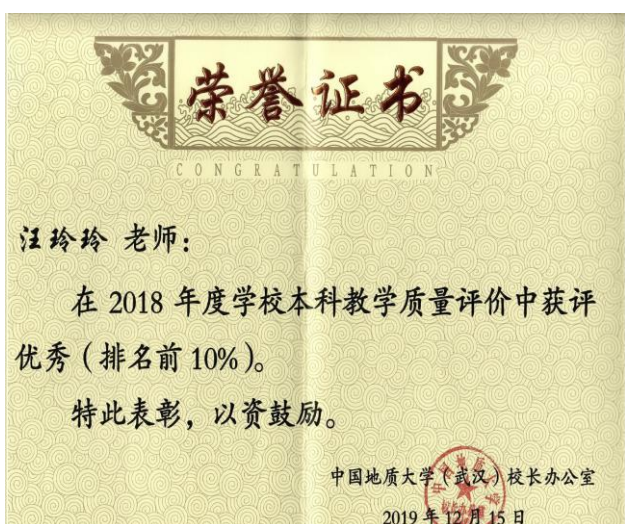 荣誉证书
CONGRATULATION
汪玲玲 老师：
在 2018 年度学校本科教学质量评价中获评
优秀（排名前 10%）。
特此表彰，以资鼓励。
中国地质大学（武汉）校长办公室
2019 年 12 月 15 日